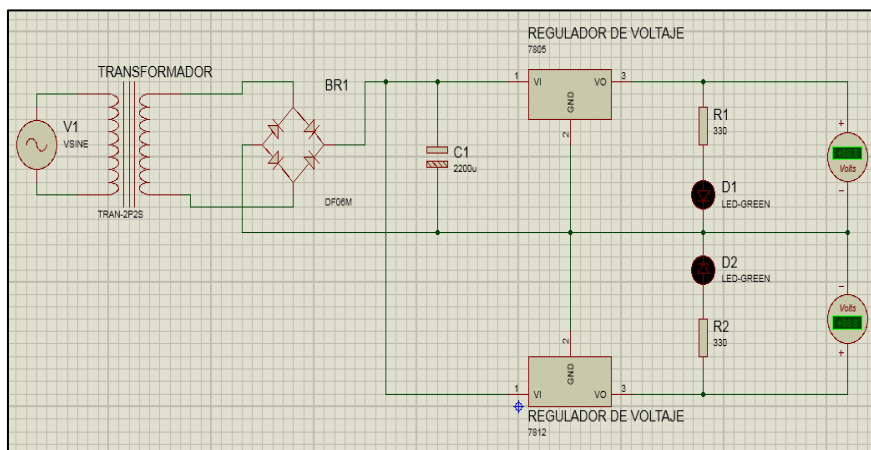 REGULADOR DE VOLTAJE
7805
TRANSFORMADOR
BR1
1
VI
VO
3
GND
2
R1
330
+
Volts
-
V1
VSINE
C1
2200u
TRAN-2P2S
DF06M
D1
LED-GREEN
D2
LED-GREEN
-
Volts
+
R2
330
2
GND
1
VI
VO
3
REGULADOR DE VOLTAJE
7812